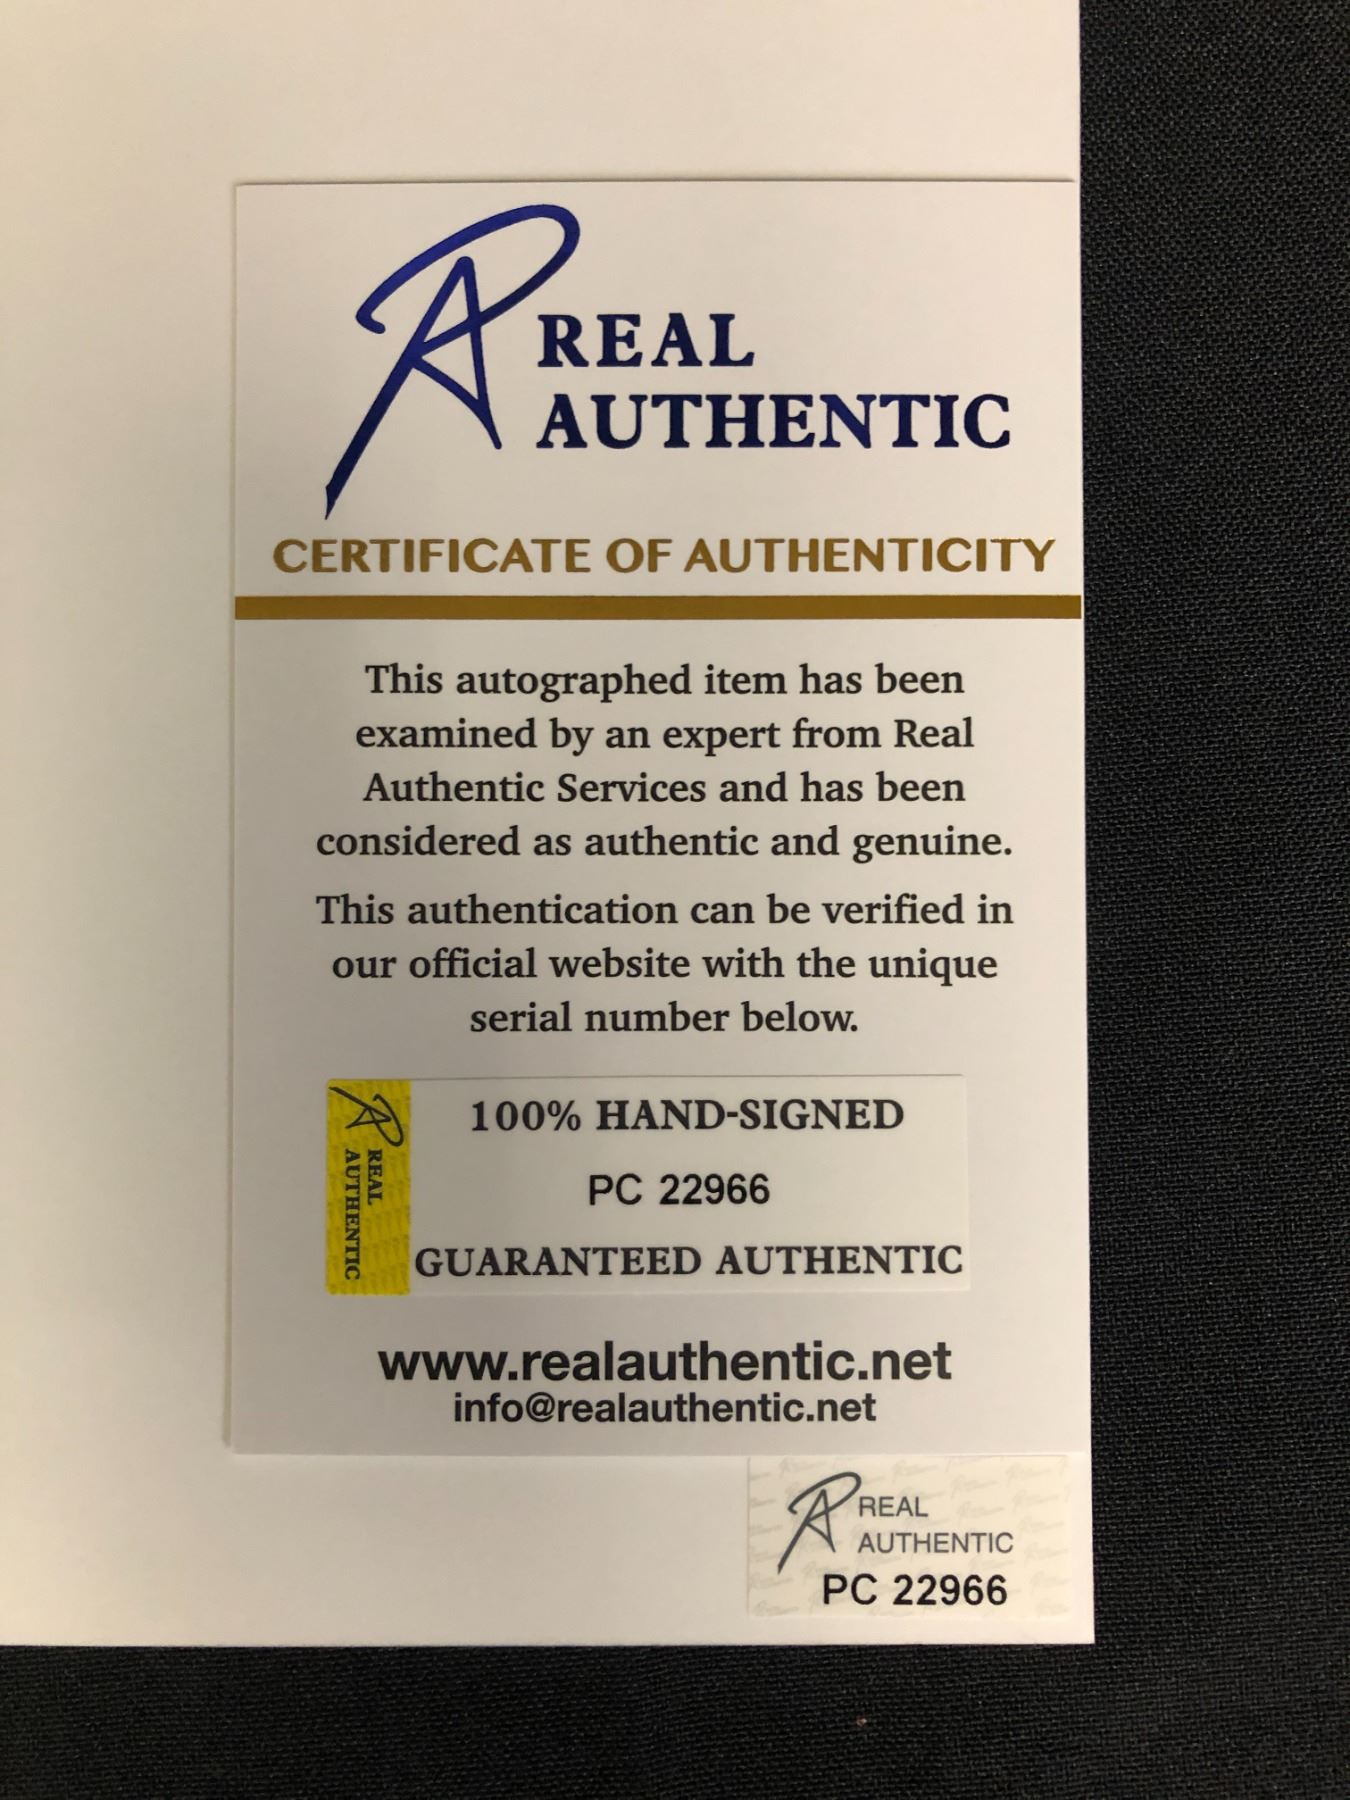 REAL
AUTHENTIC
CERTIFICATE OF AUTHENTICITY
This autographed item has been
examined by an expert from Real
Authentic Services and has been
considered as authentic and genuine.
This authentication can be verified in
our official website with the unique
serial number below.
REAL
AUTHENTIC
100% HAND-SIGNED
PC 22966
GUARANTEED AUTHENTIC
www.realauthentic.net
info@realauthentic.net
REAL
AUTHENTIC
PC 22966